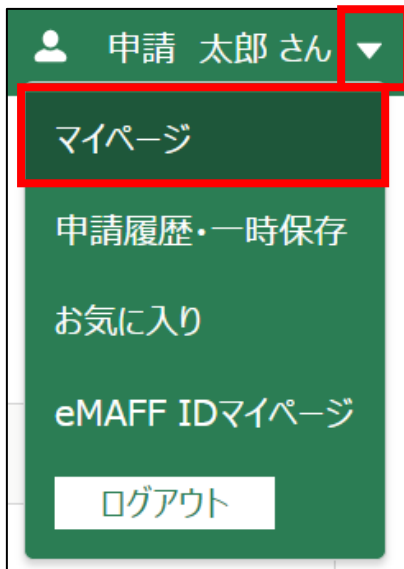 申請 太郎 さん ▼
マイページ
申請履歴・一時保存
お気に入り
eMAFF IDマイページ
ログアウト